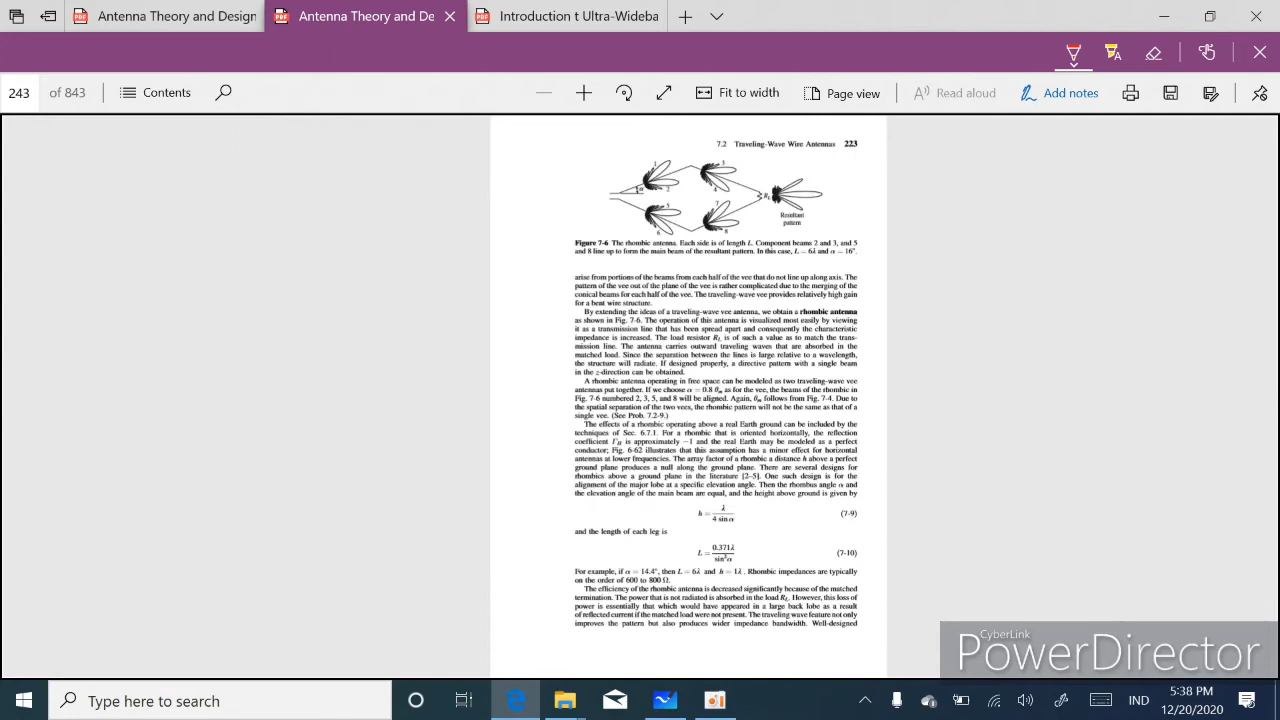 Antenna Theory and Design
Antenna Theory and De
Introduction to Ultra-Wide
243 of 843
Contents
Fit to width
Page view
Read aloud
Add notes
7.2 Traveling-Wave Wire Antennas 223
1
3
α
2
4
R_L
5
7
6
8
Resultant
pattern
Figure 7-6 The rhombic antenna. Each side is of length L. Component beams 2 and 3, and 5
and 8 line up to form the main beam of the resultant pattern. In this case, L = 6λ and α = 16°.
arise from portions of the beams from each half of the vee that do not line up along axis. The
pattern of the vee out of the plane of the vee is rather complicated due to the merging of the
conical beams for each half of the vee. The traveling-wave vee provides relatively high gain
for a bent wire structure.
By extending the ideas of a traveling-wave vee antenna, we obtain a rhombic antenna
as shown in Fig. 7-6. The operation of this antenna is visualized most easily by viewing
it as a transmission line that has been spread apart and consequently the characteristic
impedance is increased. The load resistor R_L is of such a value as to match the trans-
mission line. The antenna carries outward traveling waves that are absorbed in the
matched load. Since the separation between the lines is large relative to a wavelength,
the structure will radiate. If designed properly, a directive pattern with a single beam
in the z-direction can be obtained.
A rhombic antenna operating in free space can be modeled as two traveling-wave vee
antennas put together. If we choose α = 0.8 θ_m as for the vee, the beams of the rhombic in
Fig. 7-6 numbered 2, 3, 5, and 8 will be aligned. Again, θ_m follows from Fig. 7-4. Due to
the spatial separation of the two vees, the rhombic pattern will not be the same as that of a
single vee. (See Prob. 7.2-9.)
The effects of a rhombic operating above a real Earth ground can be included by the
techniques of Sec. 6.7.1. For a rhombic that is oriented horizontally, the reflection
coefficient Γ_H is approximately −1 and the real Earth may be modeled as a perfect
conductor; Fig. 6-62 illustrates that this assumption has a minor effect for horizontal
antennas at lower frequencies. The array factor of a rhombic a distance h above a perfect
ground plane produces a null along the ground plane. There are several designs for
rhombics above a ground plane in the literature [2–5]. One such design is for the
alignment of the major lobe at a specific elevation angle. Then the rhombus angle α and
the elevation angle of the main beam are equal, and the height above ground is given by
h = λ / 4 sin α (7-9)
and the length of each leg is
L = 0.371λ / sin²α (7-10)
For example, if α = 14.4°, then L = 6λ and h = 1λ. Rhombic impedances are typically
on the order of 600 to 800 Ω.
The efficiency of the rhombic antenna is decreased significantly because of the matched
termination. The power that is not radiated is absorbed in the load R_L. However, this loss of
power is essentially that which would have appeared in a large back lobe as a result
of reflected current if the matched load were not present. The traveling wave feature not only
improves the pattern but also produces wider impedance bandwidth. Well-designed
CyberLink
PowerDirector
Type here to search
IND
5:38 PM
12/20/2020